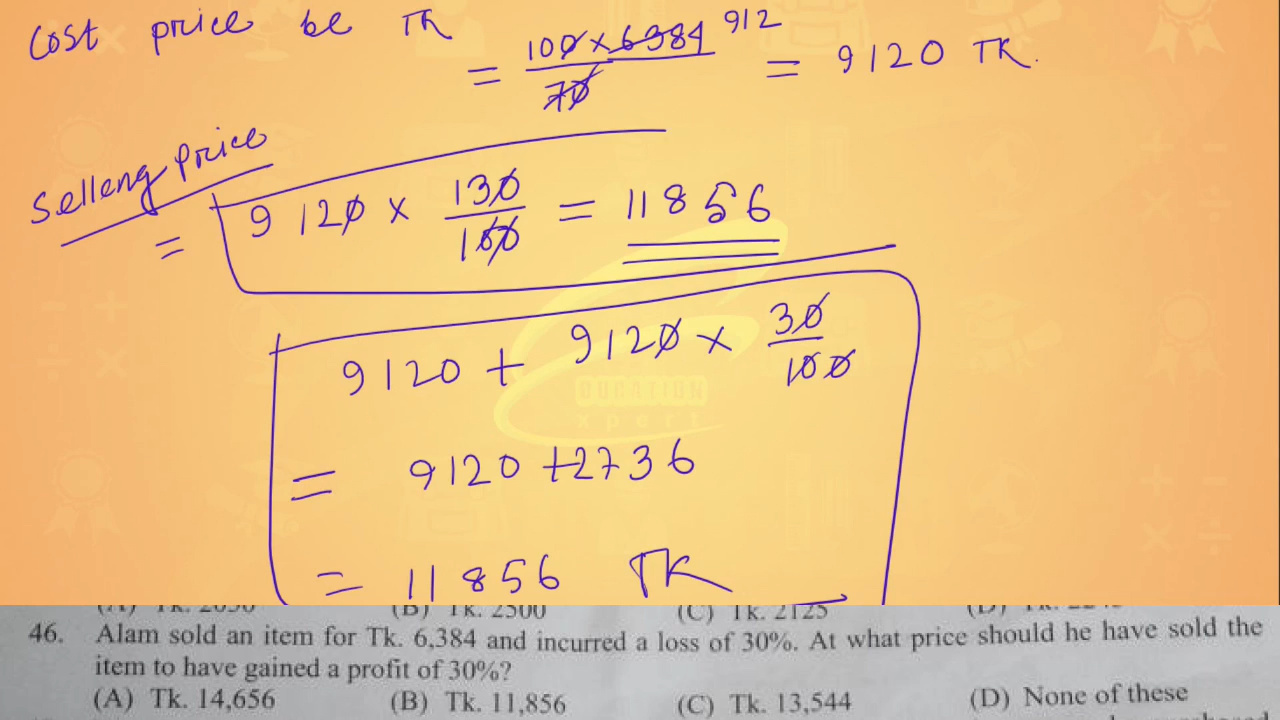 Cost price be Tk
= 100 × 6384 / 70 912 = 9120 TK.
Selleng price
= 9120 × 130/100 = 11856
9120 + 9120 × 30/100
= 9120 + 2736
= 11856 TK
(B) Tk. 2500 (C) Tk. 2125
46. Alam sold an item for Tk. 6,384 and incurred a loss of 30%. At what price should he have sold the
item to have gained a profit of 30%?
(A) Tk. 14,656 (B) Tk. 11,856 (C) Tk. 13,544 (D) None of these